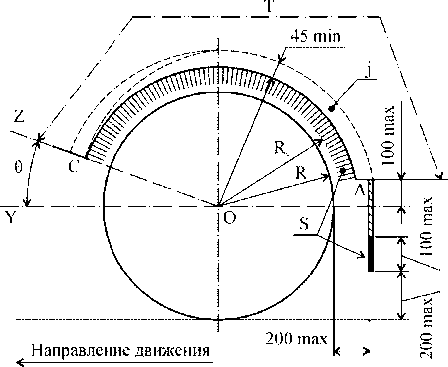 T
45 min
j
Z
C
θ
R
R
A
100 max
Y
O
S
100 max
200 max
200 max
Направление движения